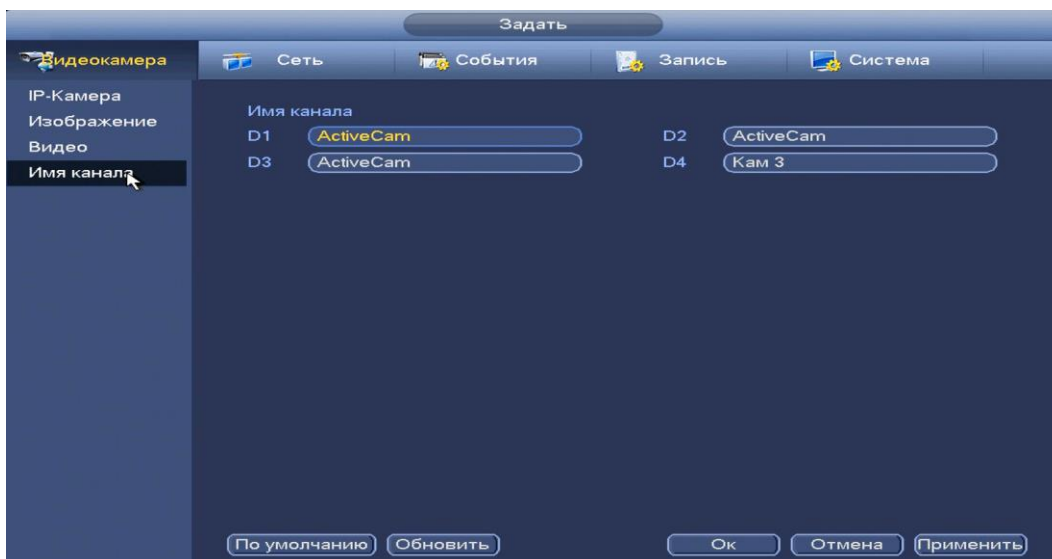 Задать
Видеокамера Сеть События Запись Система
IP-Камера
Изображение
Видео
Имя канала
Имя канала
D1 ActiveCam D2 ActiveCam
D3 ActiveCam D4 Кам 3
По умолчанию Обновить Ок Отмена Применить